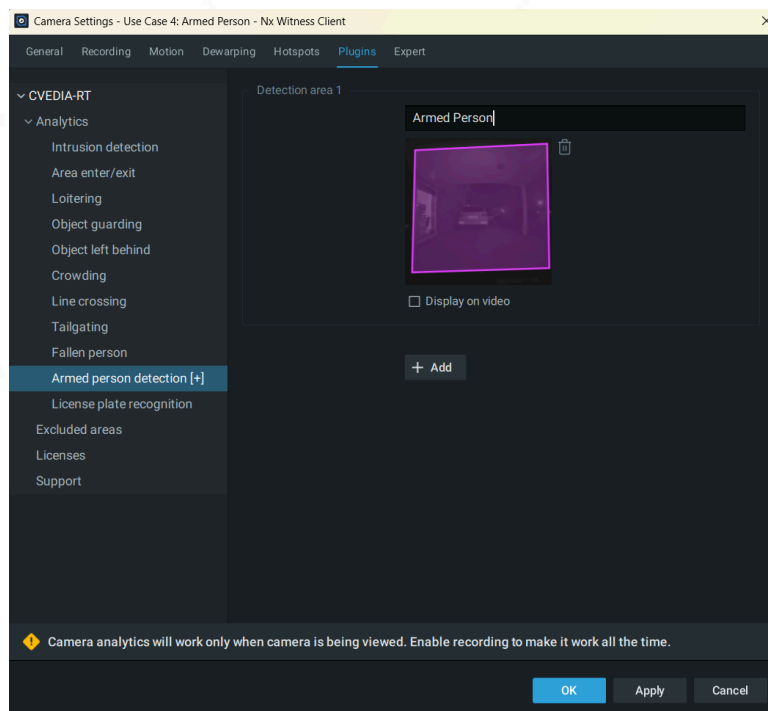 Camera Settings - Use Case 4: Armed Person - Nx Witness Client
General Recording Motion Dewarping Hotspots Plugins Expert
CVEDIA-RT
Analytics
Intrusion detection
Area enter/exit
Loitering
Object guarding
Object left behind
Crowding
Line crossing
Tailgating
Fallen person
Armed person detection [+]
License plate recognition
Excluded areas
Licenses
Support
Detection area 1
Armed Person
Display on video
+ Add
Camera analytics will work only when camera is being viewed. Enable recording to make it work all the time.
OK Apply Cancel